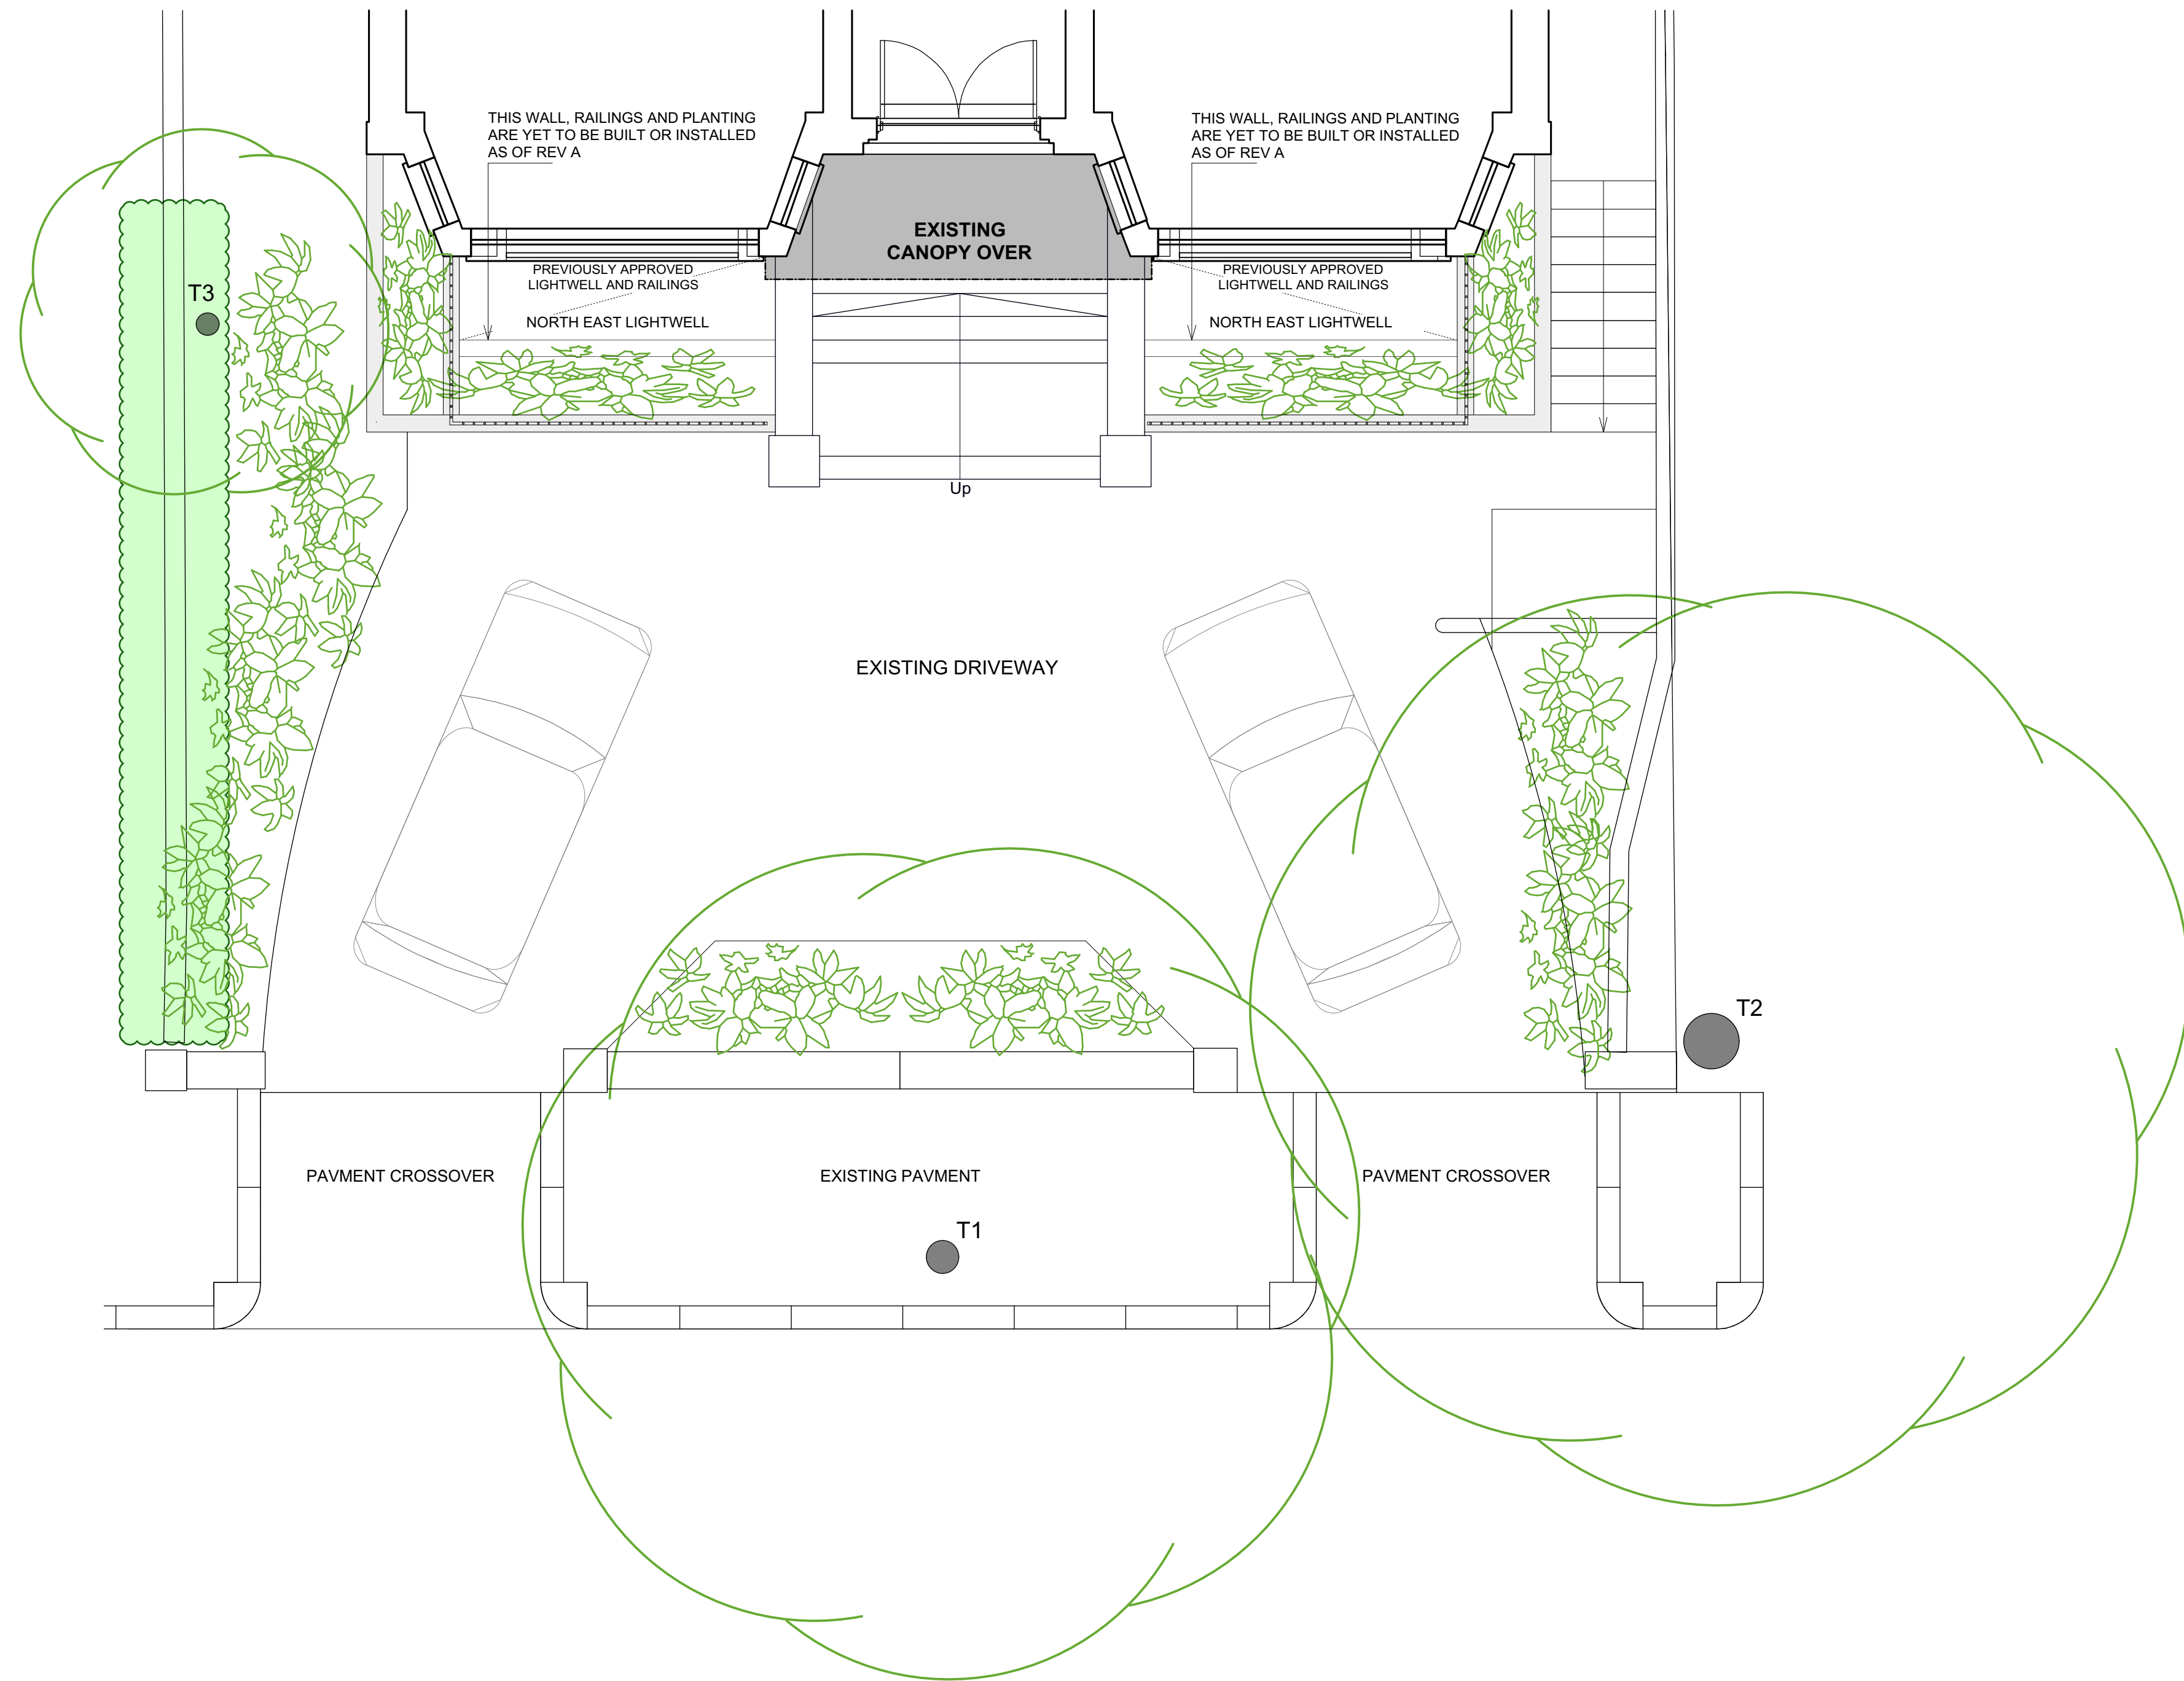 THIS WALL, RAILINGS AND PLANTING
ARE YET TO BE BUILT OR INSTALLED
AS OF REV A
THIS WALL, RAILINGS AND PLANTING
ARE YET TO BE BUILT OR INSTALLED
AS OF REV A
EXISTING
CANOPY OVER
PREVIOUSLY APPROVED
LIGHTWELL AND RAILINGS
PREVIOUSLY APPROVED
LIGHTWELL AND RAILINGS
T3
NORTH EAST LIGHTWELL
NORTH EAST LIGHTWELL
Up
EXISTING DRIVEWAY
T2
PAVMENT CROSSOVER
EXISTING PAVMENT
PAVMENT CROSSOVER
T1